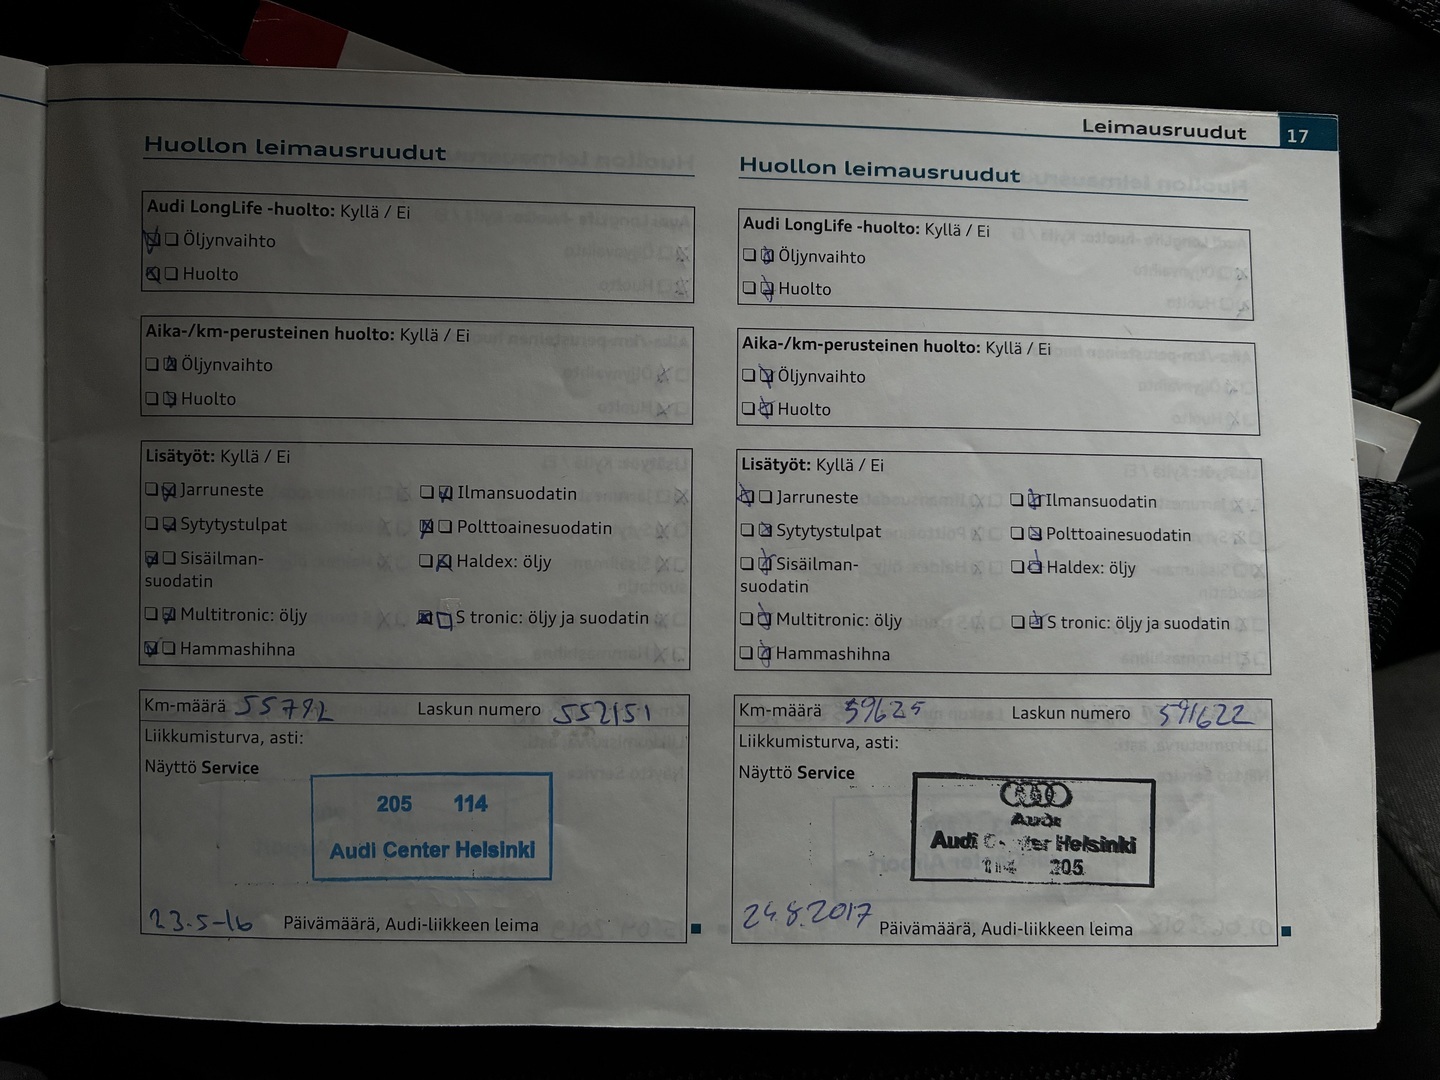 Leimausruudut 17
Huollon leimausruudut
Audi LongLife -huolto: Kyllä / Ei
Öljynvaihto
Huolto
Aika-/km-perusteinen huolto: Kyllä / Ei
Öljynvaihto
Huolto
Lisätyöt: Kyllä / Ei
Jarruneste
Ilmansuodatin
Sytytystulpat
Polttoainesuodatin
Sisäilman-
suodatin
Haldex: öljy
Multitronic: öljy
S tronic: öljy ja suodatin
Hammashihna
Km-määrä 55792 Laskun numero 552151
Liikkumisturva, asti:
Näyttö Service
205 114
Audi Center Helsinki
23.5-16 Päivämäärä, Audi-liikkeen leima
Huollon leimausruudut
Audi LongLife -huolto: Kyllä / Ei
Öljynvaihto
Huolto
Aika-/km-perusteinen huolto: Kyllä / Ei
Öljynvaihto
Huolto
Lisätyöt: Kyllä / Ei
Jarruneste
Ilmansuodatin
Sytytystulpat
Polttoainesuodatin
Sisäilman-
suodatin
Haldex: öljy
Multitronic: öljy
S tronic: öljy ja suodatin
Hammashihna
Km-määrä 59625 Laskun numero 591622
Liikkumisturva, asti:
Näyttö Service
Audi
Audi Center Helsinki
114 205
24.8.2017 Päivämäärä, Audi-liikkeen leima